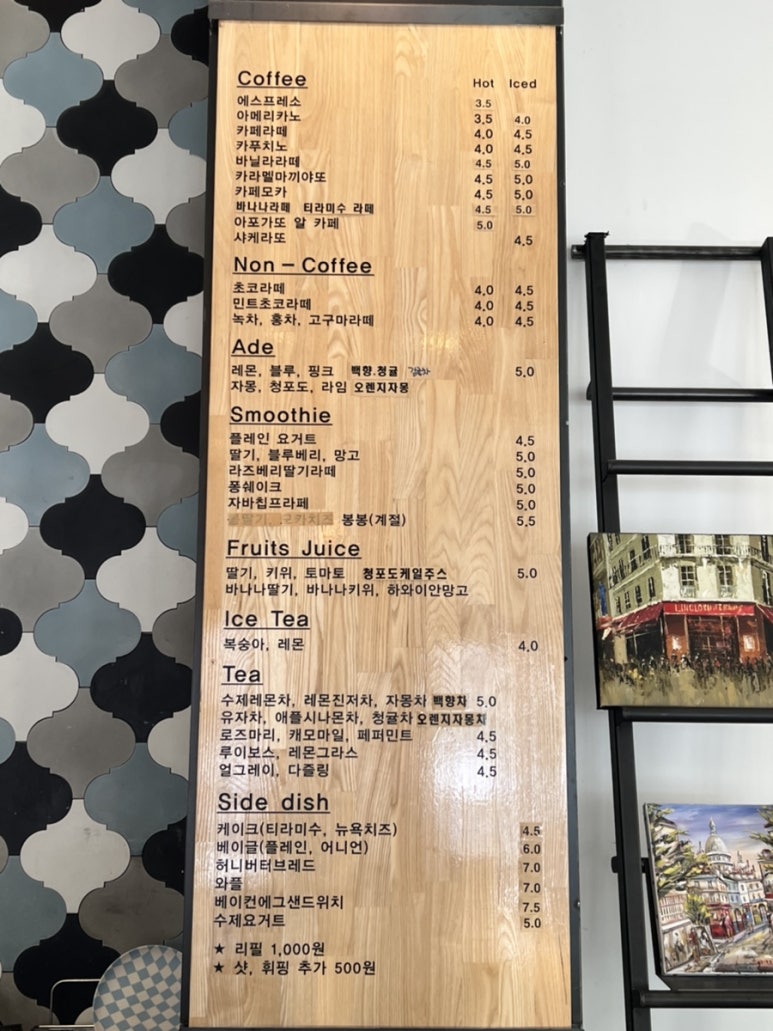 Coffee Hot Iced
에스프레소 3.5
아메리카노 3.5 4.0
카페라떼 4.0 4.5
카푸치노 4.0 4.5
바닐라라떼 4.5 5.0
카라멜마끼야또 4.5 5.0
카페모카 4.5 5.0
바나나라떼 티라미수 라떼 4.5 5.0
아포가또 알 카페 5.0
샤케라또 4.5
Non-Coffee
초코라떼 4.0 4.5
민트초코라떼 4.0 4.5
녹차, 홍차, 고구마라떼 4.0 4.5
Ade
레몬, 블루, 핑크 백향.청귤 5.0
자몽, 청포도, 라임 오렌지자몽
Smoothie
플레인 요거트 4.5
딸기, 블루베리, 망고 5.0
라즈베리딸기라떼 5.0
퐁쉐이크 5.0
자바칩프라페 5.0
봉봉(계절) 5.5
Fruits Juice
딸기, 키위, 토마토 청포도케일주스 5.0
바나나딸기, 바나나키위, 하와이안망고
Ice Tea
복숭아, 레몬 4.0
Tea
수제레몬차, 레몬진저차, 자몽차 백향차 5.0
유자차, 애플시나몬차, 청귤차 오렌지자몽차
로즈마리, 캐모마일, 페퍼민트 4.5
루이보스, 레몬그라스 4.5
얼그레이, 다즐링 4.5
Side dish
케이크(티라미수, 뉴욕치즈) 4.5
베이글(플레인, 어니언) 6.0
허니버터브레드 7.0
와플 7.0
베이컨에그샌드위치 7.5
수제요거트 5.0
★ 리필 1,000원
★ 샷, 휘핑 추가 500원